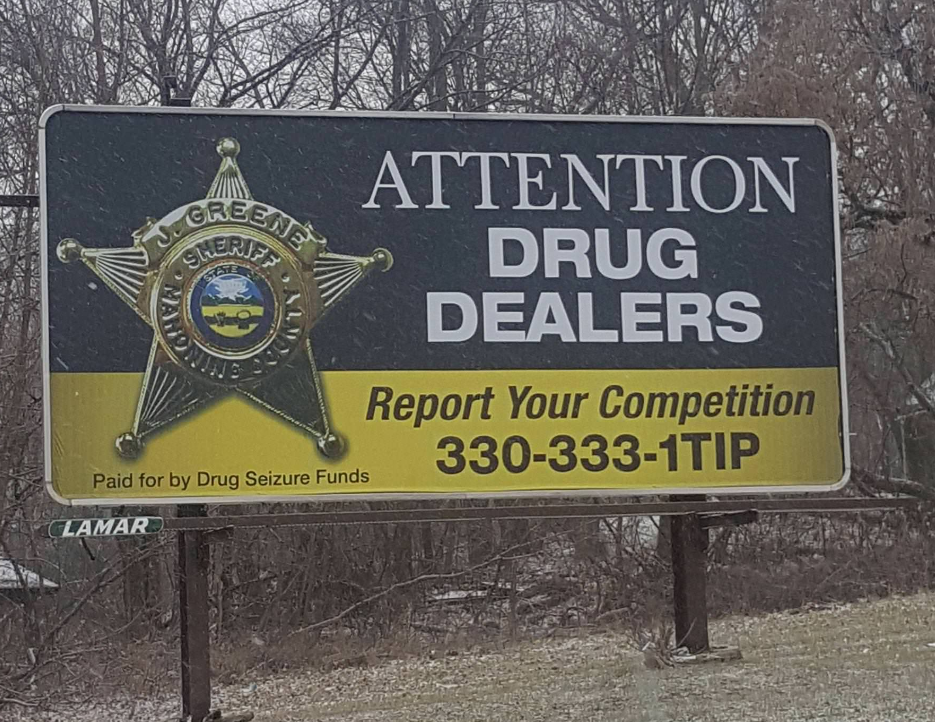 J. GREENE
SHERIFF
STATE
MAHONING COUNTY
ATTENTION
DRUG
DEALERS
Report Your Competition
330-333-1TIP
Paid for by Drug Seizure Funds
LAMAR